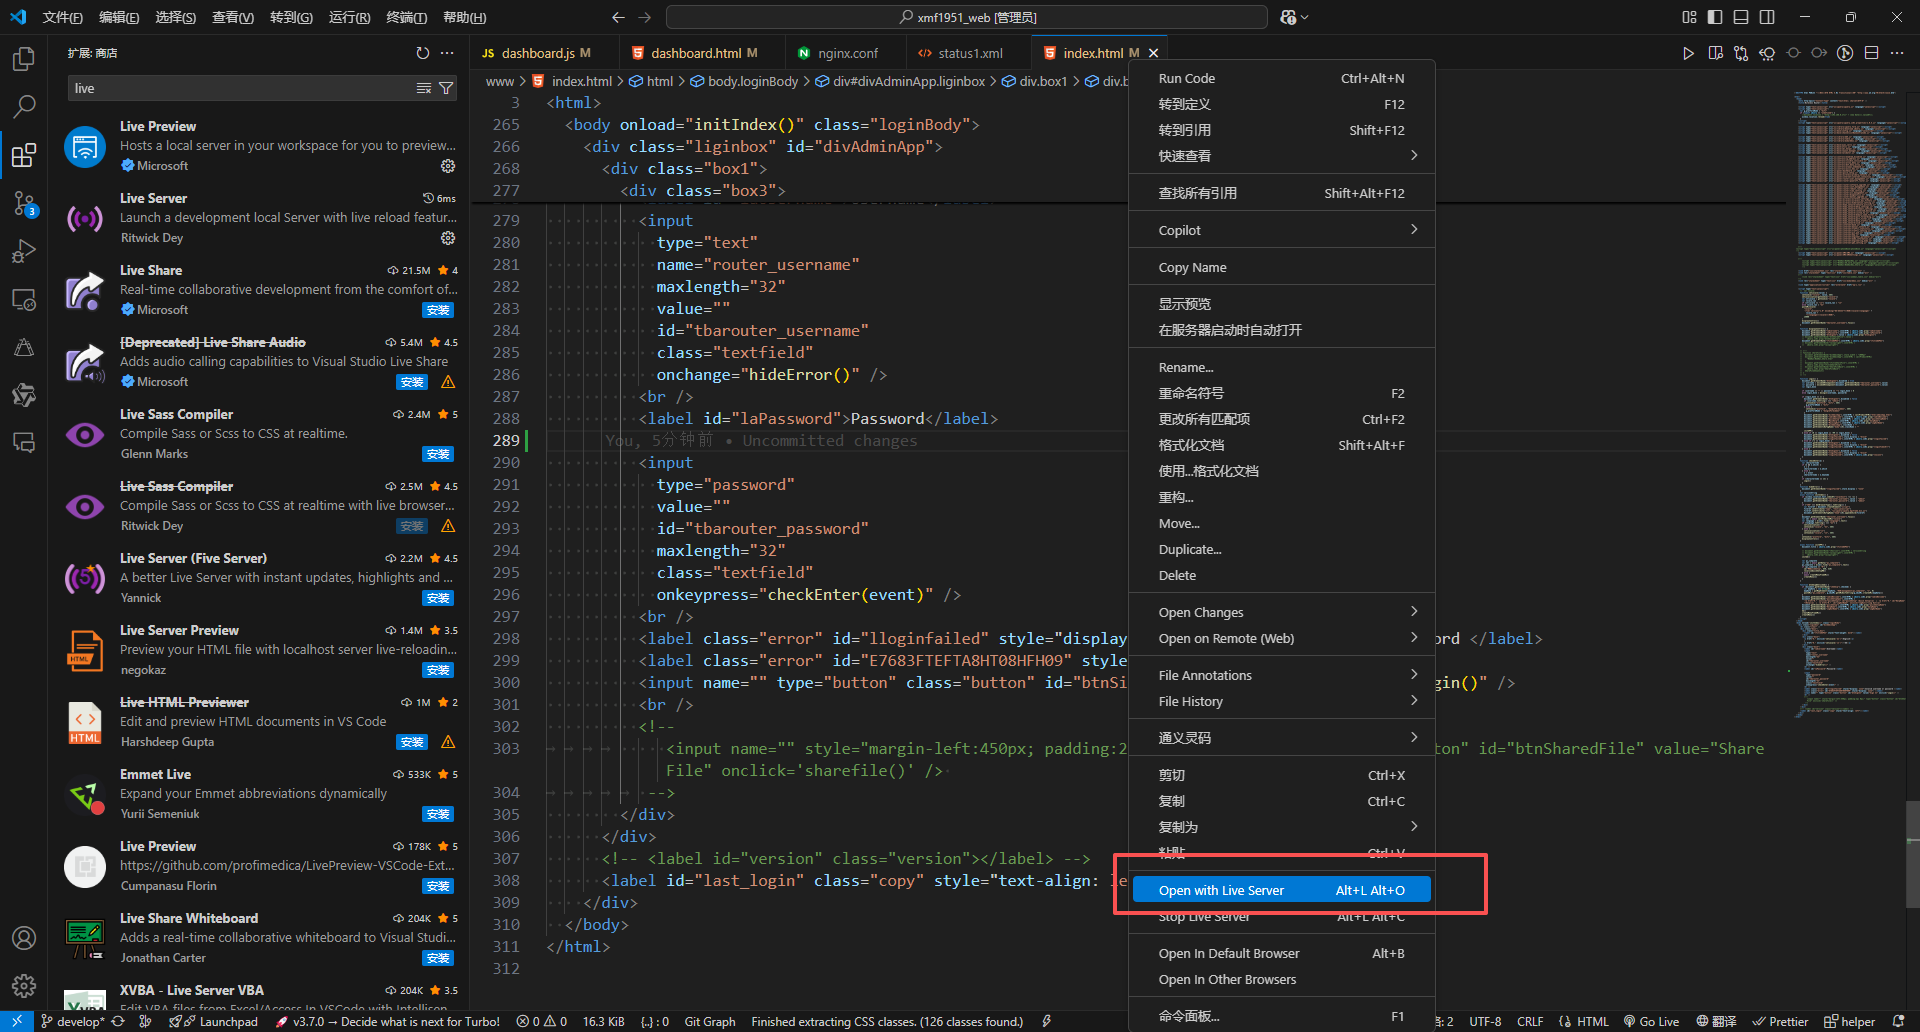 文件(F) 编辑(E) 选择(S) 查看(V) 转到(G) 运行(R) 终端(T) 帮助(H) xmf1951_web [管理员]
扩展: 商店
live
Live Preview
Hosts a local server in your workspace for you to preview...
Microsoft
Live Server 6ms
Launch a development local Server with live reload featur...
Ritwick Dey
Live Share 21.5M 4
Real-time collaborative development from the comfort of...
Microsoft 安装
[Deprecated] Live Share Audio 5.4M 4.5
Adds audio calling capabilities to Visual Studio Live Share
Microsoft 安装
Live Sass Compiler 2.4M 5
Compile Sass or Scss to CSS at realtime.
Glenn Marks 安装
Live Sass Compiler 2.5M 4.5
Compile Sass or Scss to CSS at realtime with live browser...
Ritwick Dey 安装
Live Server (Five Server) 2.2M 4.5
A better Live Server with instant updates, highlights and ...
Yannick 安装
Live Server Preview 1.4M 3.5
Preview your HTML file with localhost server live-reloadin...
negokaz 安装
Live HTML Previewer 1M 2
Edit and preview HTML documents in VS Code
Harshdeep Gupta 安装
Emmet Live 533K 5
Expand your Emmet abbreviations dynamically
Yurii Semeniuk 安装
Live Preview 178K 5
https://github.com/profimedica/LivePreview-VSCode-Ext...
Cumpanasu Florin 安装
Live Share Whiteboard 204K 5
Adds a real-time collaborative whiteboard to Visual Studi...
Jonathan Carter 安装
XVBA - Live Server VBA 204K 3.5
Edit VBA files from Excel/Access In VSCode with Intellisen...
JS dashboard.js M dashboard.html M nginx.conf status1.xml index.html M
www > index.html > html > body.loginBody > div#divAdminApp.liginbox > div.box1 > div.b
3 <html>
265 <body onload="initIndex()" class="loginBody">
266 <div class="liginbox" id="divAdminApp">
268 <div class="box1">
277 <div class="box3">
279 <input
280 type="text"
281 name="router_username"
282 maxlength="32"
283 value=""
284 id="tbarouter_username"
285 class="textfield"
286 onchange="hideError()" />
287 <br />
288 <label id="laPassword">Password</label>
289 You, 5分钟前 • Uncommitted changes
290 <input
291 type="password"
292 value=""
293 id="tbarouter_password"
294 maxlength="32"
295 class="textfield"
296 onkeypress="checkEnter(event)" />
297 <br />
298 <label class="error" id="lloginfailed" style="display ord </label>
299 <label class="error" id="E7683FTEFTA8HT08HFH09" style
300 <input name="" type="button" class="button" id="btnSi gin()" />
301 <br />
302 <!--
303 <input name="" style="margin-left:450px; padding:2 ton" id="btnSharedFile" value="Share
File" onclick='sharefile()' />
304 -->
305 </div>
306 </div>
307 <!-- <label id="version" class="version"></label> -->
308 <label id="last_login" class="copy" style="text-align: le
309 </div>
310 </body>
311 </html>
312
Run Code Ctrl+Alt+N
转到定义 F12
转到引用 Shift+F12
快速查看
查找所有引用 Shift+Alt+F12
Copilot
Copy Name
显示预览
在服务器启动时自动打开
Rename...
重命名符号 F2
更改所有匹配项 Ctrl+F2
格式化文档 Shift+Alt+F
使用...格式化文档
重构...
Move...
Duplicate...
Delete
Open Changes
Open on Remote (Web)
File Annotations
File History
通义灵码
剪切 Ctrl+X
复制 Ctrl+C
复制为
粘贴 Ctrl+V
Open with Live Server Alt+L Alt+O
Stop Live Server Alt+L Alt+C
Open In Default Browser Alt+B
Open In Other Browsers
命令面板... F1
develop* Launchpad v3.7.0 → Decide what is next for Turbo! 0 0 16.3 KiB {..} : 0 Git Graph Finished extracting CSS classes. (126 classes found.) : 2 UTF-8 CRLF HTML Go Live 翻译 Prettier helper
3